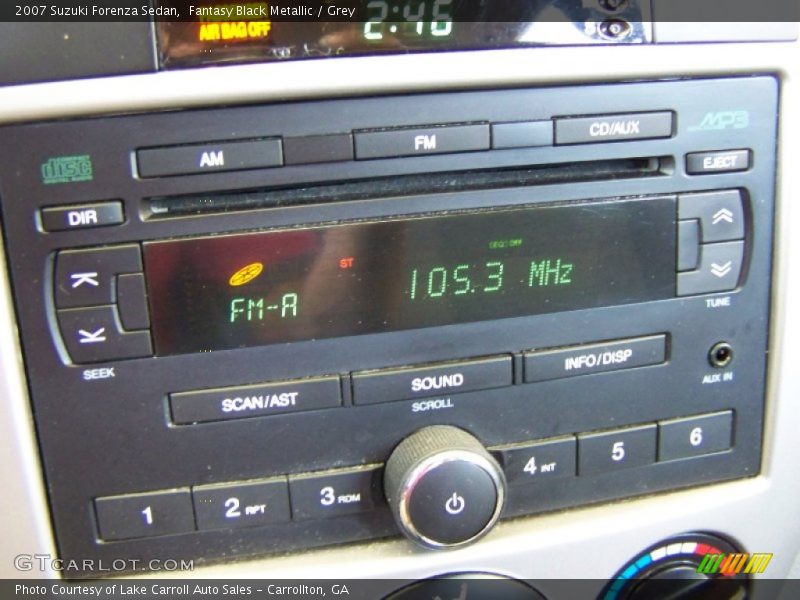 2007 Suzuki Forenza Sedan, Fantasy Black Metallic / Grey
AIR BAG OFF
2:46
AM FM CD/AUX MP3
disc EJECT
DIR
EQ: OFF
ST
FM-A 105.3 MHz
TUNE
SEEK
SCAN/AST SOUND INFO/DISP
SCROLL
AUX IN
1 2 RPT 3 RDM 4 INT 5 6
GTCARLOT.COM
Photo Courtesy of Lake Carroll Auto Sales - Carrollton, GA